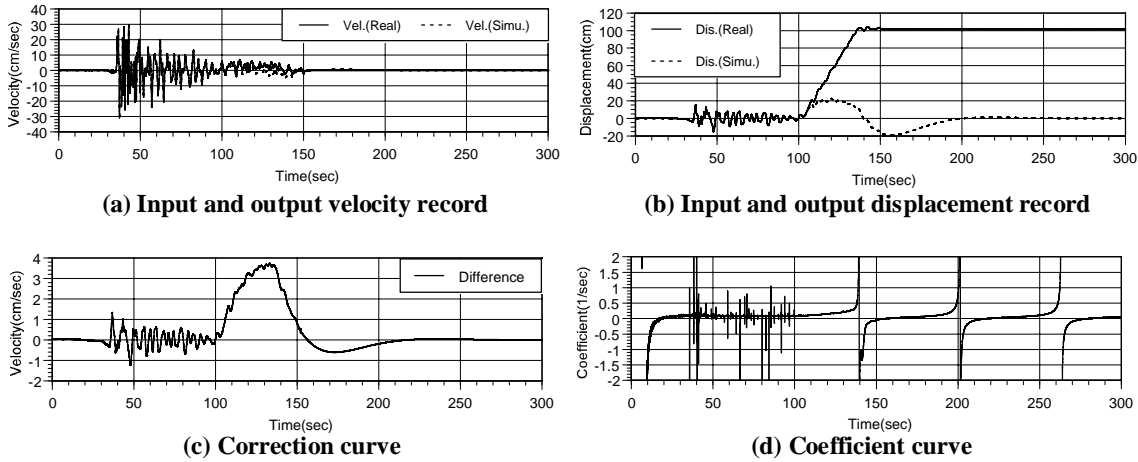 Velocity(cm/sec)
40
30
20
10
0
-10
-20
-30
-40
Vel.(Real) Vel.(Simu.)
0 50 100 150 200 250 300
Time(sec)
(a) Input and output velocity record
Displacement(cm)
120
100
80
60
40
20
0
-20
Dis.(Real)
Dis.(Simu.)
0 50 100 150 200 250 300
Time(sec)
(b) Input and output displacement record
Velocity(cm/sec)
4
3
2
1
0
-1
-2
Difference
0 50 100 150 200 250 300
Time(sec)
(c) Correction curve
Coefficient(1/sec)
2
1.5
1
0.5
0
-0.5
-1
-1.5
-2
0 50 100 150 200 250 300
Time(sec)
(d) Coefficient curve